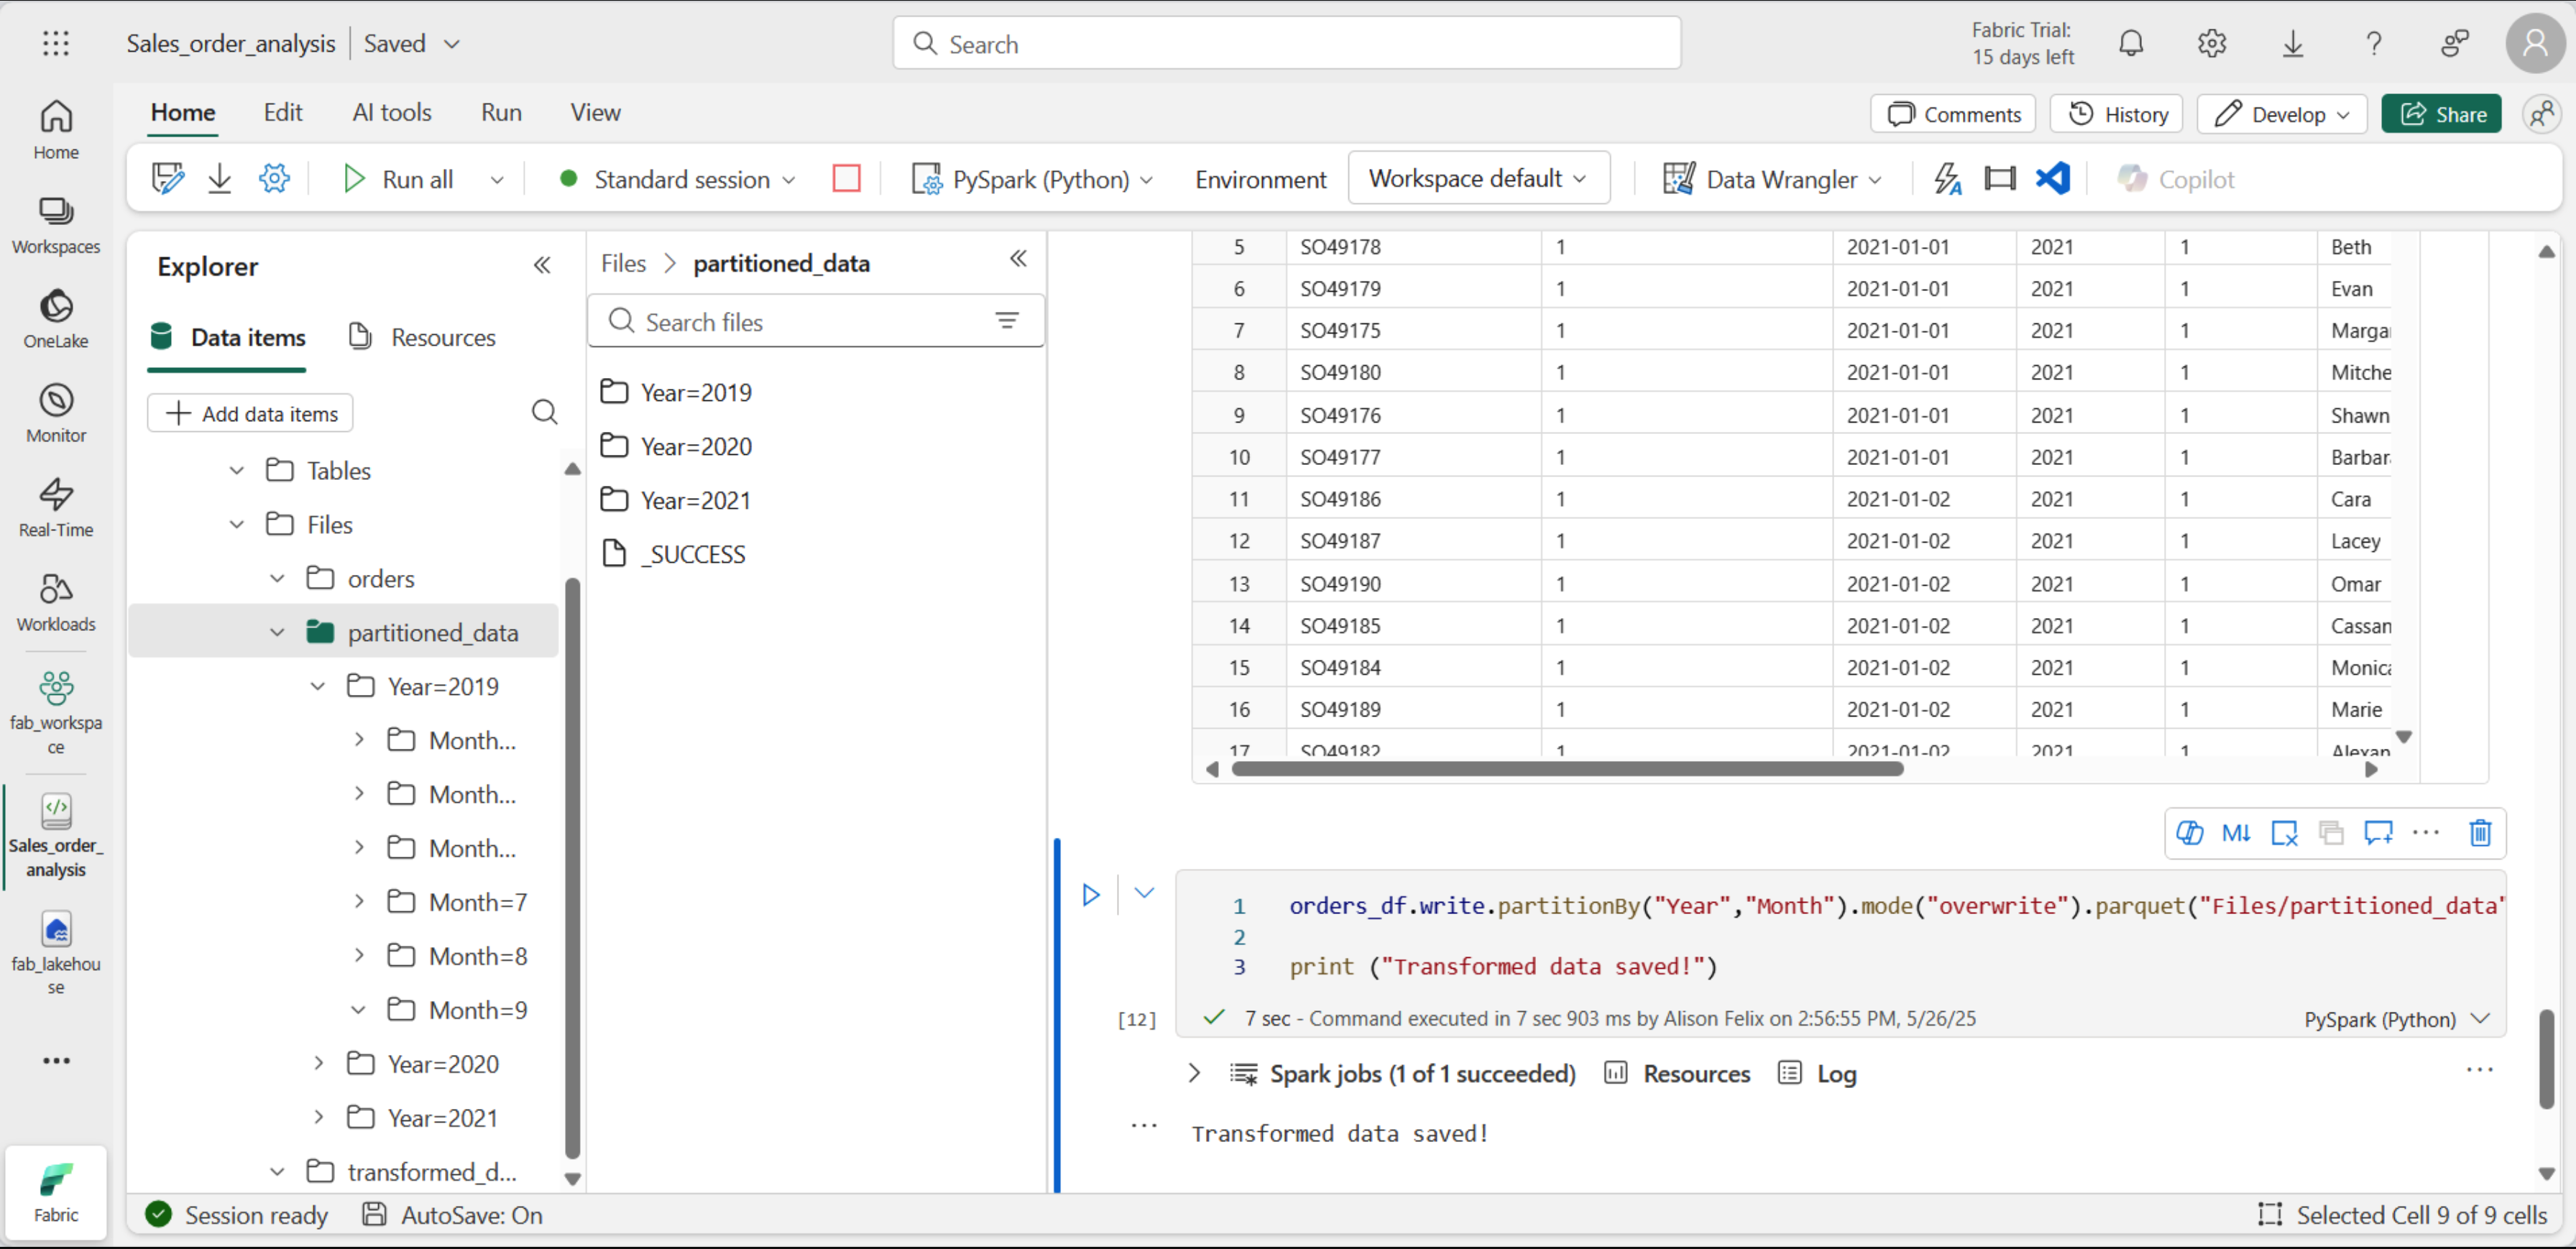 Sales_order_analysis Saved
Search
Fabric Trial:
15 days left
Home Edit AI tools Run View
Comments History Develop Share
Run all Standard session PySpark (Python) Environment Workspace default Data Wrangler Copilot
Home
Workspaces
OneLake
Monitor
Real-Time
Workloads
fab_workspa
ce
Sales_order_
analysis
fab_lakehou
se
Fabric
Explorer
Data items Resources
Add data items
Tables
Files
orders
partitioned_data
Year=2019
Month...
Month...
Month...
Month=7
Month=8
Month=9
Year=2020
Year=2021
transformed_d...
Files > partitioned_data
Search files
Year=2019
Year=2020
Year=2021
_SUCCESS
5 SO49178 1 2021-01-01 2021 1 Beth
6 SO49179 1 2021-01-01 2021 1 Evan
7 SO49175 1 2021-01-01 2021 1 Marga
8 SO49180 1 2021-01-01 2021 1 Mitche
9 SO49176 1 2021-01-01 2021 1 Shawn
10 SO49177 1 2021-01-01 2021 1 Barbar
11 SO49186 1 2021-01-02 2021 1 Cara
12 SO49187 1 2021-01-02 2021 1 Lacey
13 SO49190 1 2021-01-02 2021 1 Omar
14 SO49185 1 2021-01-02 2021 1 Cassan
15 SO49184 1 2021-01-02 2021 1 Monic
16 SO49189 1 2021-01-02 2021 1 Marie
17 SO49182 1 2021-01-02 2021 1 Alexan
M↓
1 orders_df.write.partitionBy("Year","Month").mode("overwrite").parquet("Files/partitioned_data"
2
3 print ("Transformed data saved!")
[12] 7 sec - Command executed in 7 sec 903 ms by Alison Felix on 2:56:55 PM, 5/26/25 PySpark (Python)
Spark jobs (1 of 1 succeeded) Resources Log
Transformed data saved!
Session ready AutoSave: On Selected Cell 9 of 9 cells